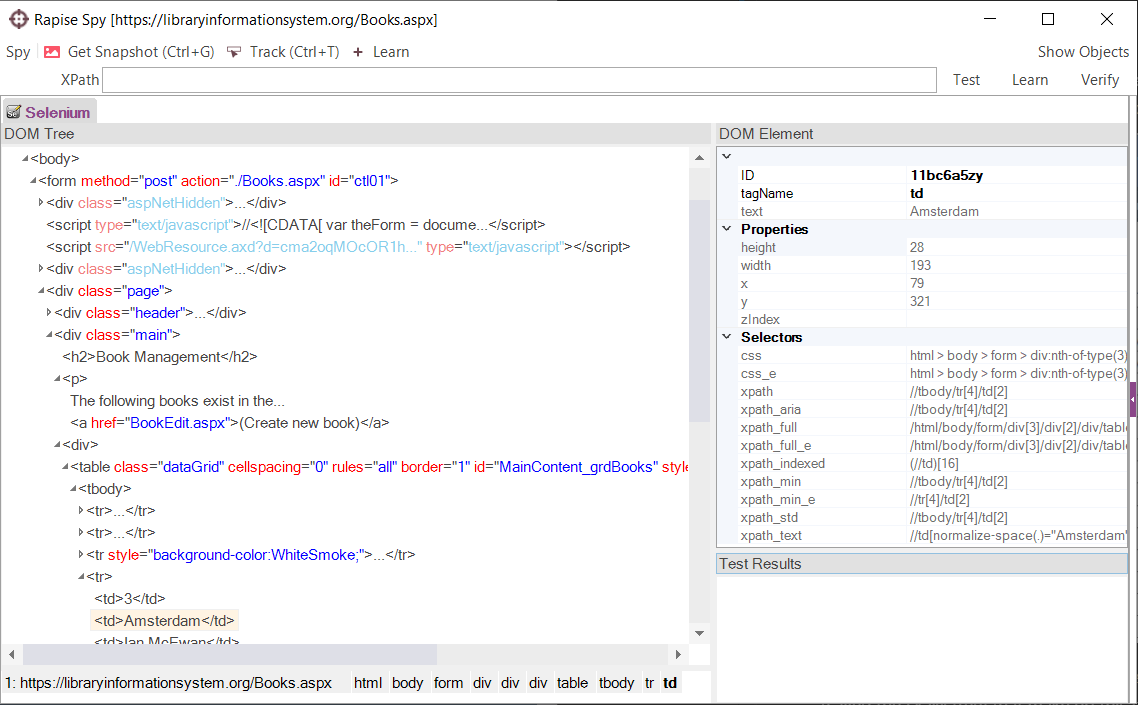 Rapise Spy [https://libraryinformationsystem.org/Books.aspx]
Spy Get Snapshot (Ctrl+G) Track (Ctrl+T) + Learn Show Objects
XPath Test Learn Verify
Selenium
DOM Tree
<body>
<form method="post" action="./Books.aspx" id="ctl01">
<div class="aspNetHidden">...</div>
<script type="text/javascript">//<![CDATA[ var theForm = docume...</script>
<script src="/WebResource.axd?d=cma2oqMOcOR1h..." type="text/javascript"></script>
<div class="aspNetHidden">...</div>
<div class="page">
<div class="header">...</div>
<div class="main">
<h2>Book Management</h2>
<p>
The following books exist in the...
<a href="BookEdit.aspx">(Create new book)</a>
<div>
<table class="dataGrid" cellspacing="0" rules="all" border="1" id="MainContent_grdBooks" style
<tbody>
<tr>...</tr>
<tr>...</tr>
<tr style="background-color:WhiteSmoke;">...</tr>
<tr>
<td>3</td>
<td>Amsterdam</td>
<td>Ian McEwan</td>
1: https://libraryinformationsystem.org/Books.aspx html body form div div div table tbody tr td
DOM Element
ID 11bc6a5zy
tagName td
text Amsterdam
Properties
height 28
width 193
x 79
y 321
zIndex
Selectors
css html > body > form > div:nth-of-type(3)
css_e html > body > form > div:nth-of-type(3)
xpath //tbody/tr[4]/td[2]
xpath_aria //tbody/tr[4]/td[2]
xpath_full /html/body/form/div[3]/div[2]/div/table
xpath_full_e /html/body/form/div[3]/div[2]/div/table
xpath_indexed (//td)[16]
xpath_min //tbody/tr[4]/td[2]
xpath_min_e //tr[4]/td[2]
xpath_std //tbody/tr[4]/td[2]
xpath_text //td[normalize-space(.)="Amsterdam"
Test Results